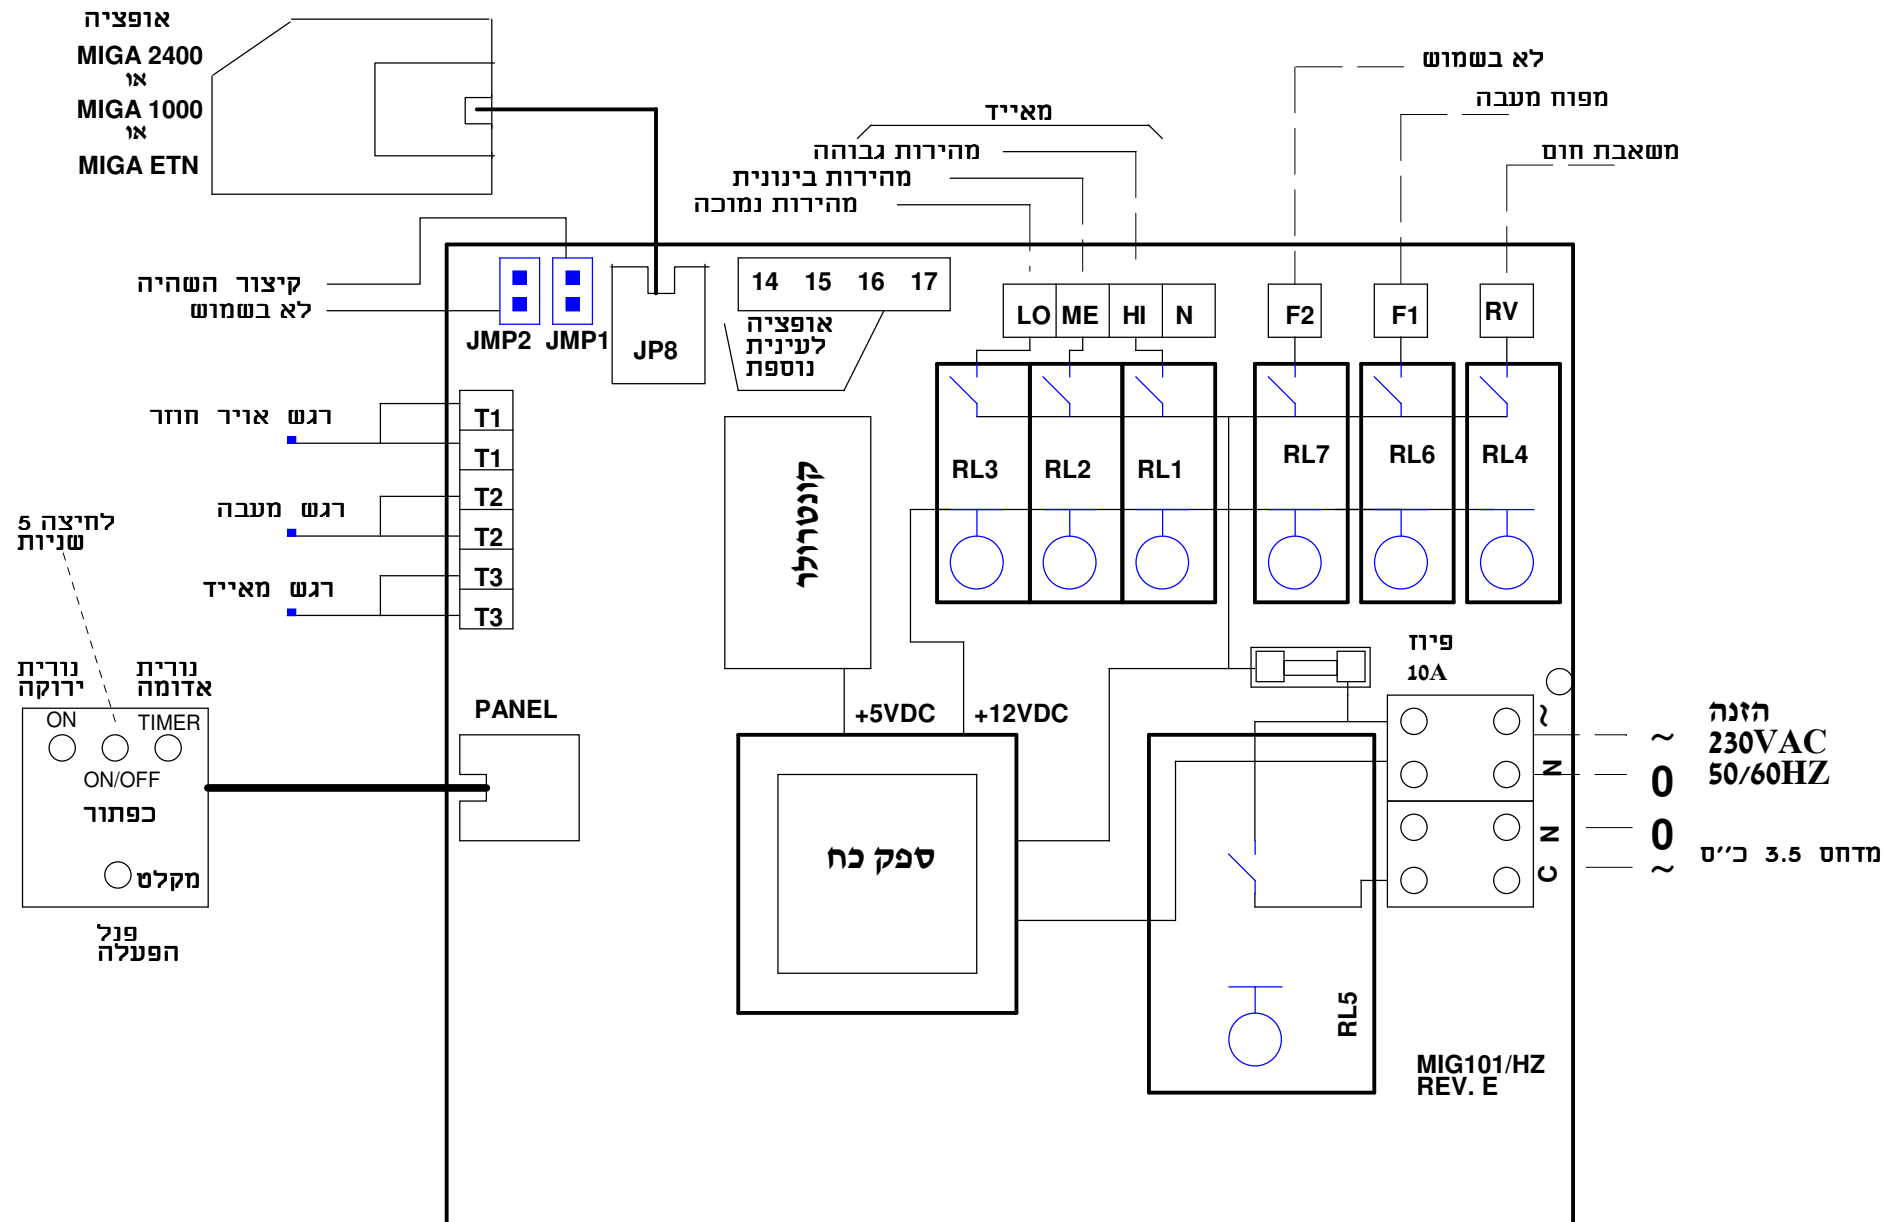 אופציה
MIGA 2400
או
MIGA 1000
או
MIGA ETN
לא בשמוש
מפוח מעבה
משאבת חום
מאייד
מהירות גבוהה
מהירות בינונית
מהירות נמוכה
קיצור השהיה
לא בשמוש
JMP2 JMP1
JP8
14 15 16 17
אופציה
לעינית
נוספת
LO ME HI N
F2
F1
RV
RL3
RL2
RL1
RL7
RL6
RL4
רגש אויר חוזר
T1
T1
רגש מעבה
T2
T2
רגש מאייד
T3
T3
לחיצה 5
שניות
נורית
ירוקה
נורית
אדומה
ON
TIMER
ON/OFF
כפתור
מקלט
פנל
הפעלה
PANEL
קונטרולר
+5VDC
+12VDC
ספק כח
פיוז
10A
RL5
~
N
N
C
~
0
0
~
הזנה
230VAC
50/60HZ
מדחס 3.5 כ''ס
MIG101/HZ
REV. E